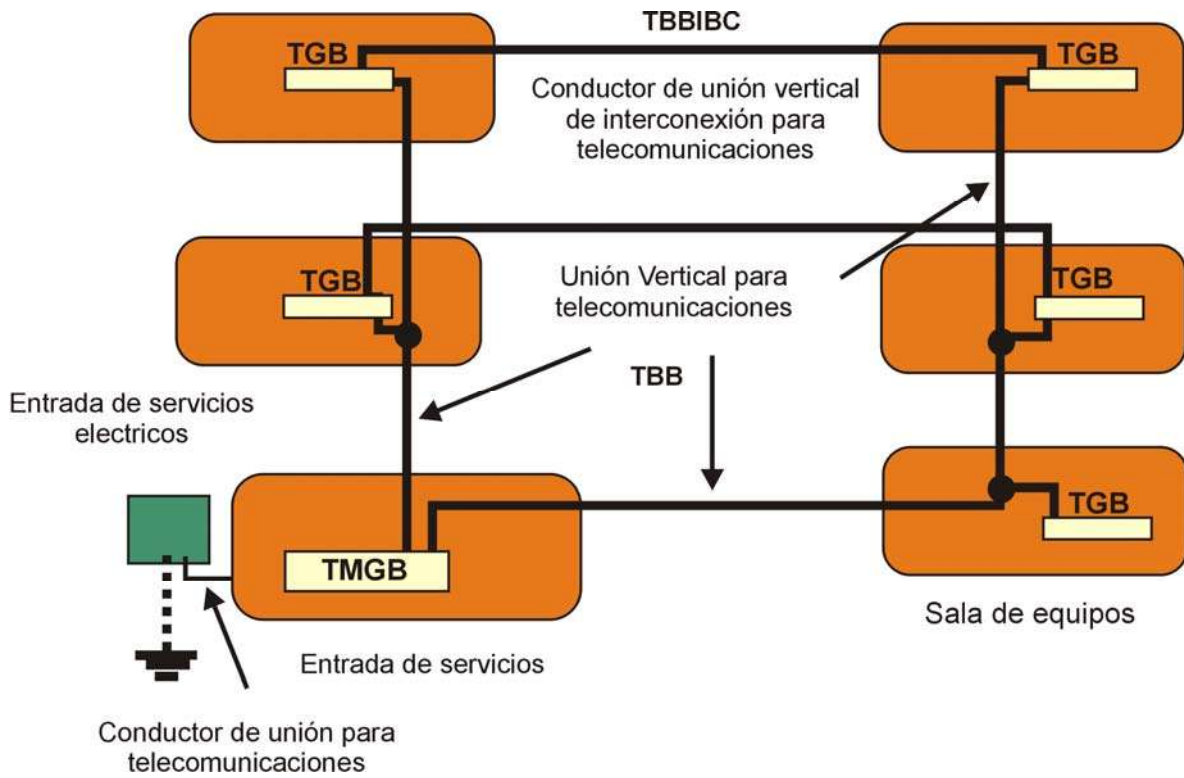 TBBIBC
TGB
TGB
Conductor de unión vertical
de interconexión para
telecomunicaciones
TGB
TGB
Unión Vertical para
telecomunicaciones
TBB
Entrada de servicios
electricos
TGB
TMGB
Sala de equipos
Entrada de servicios
Conductor de unión para
telecomunicaciones